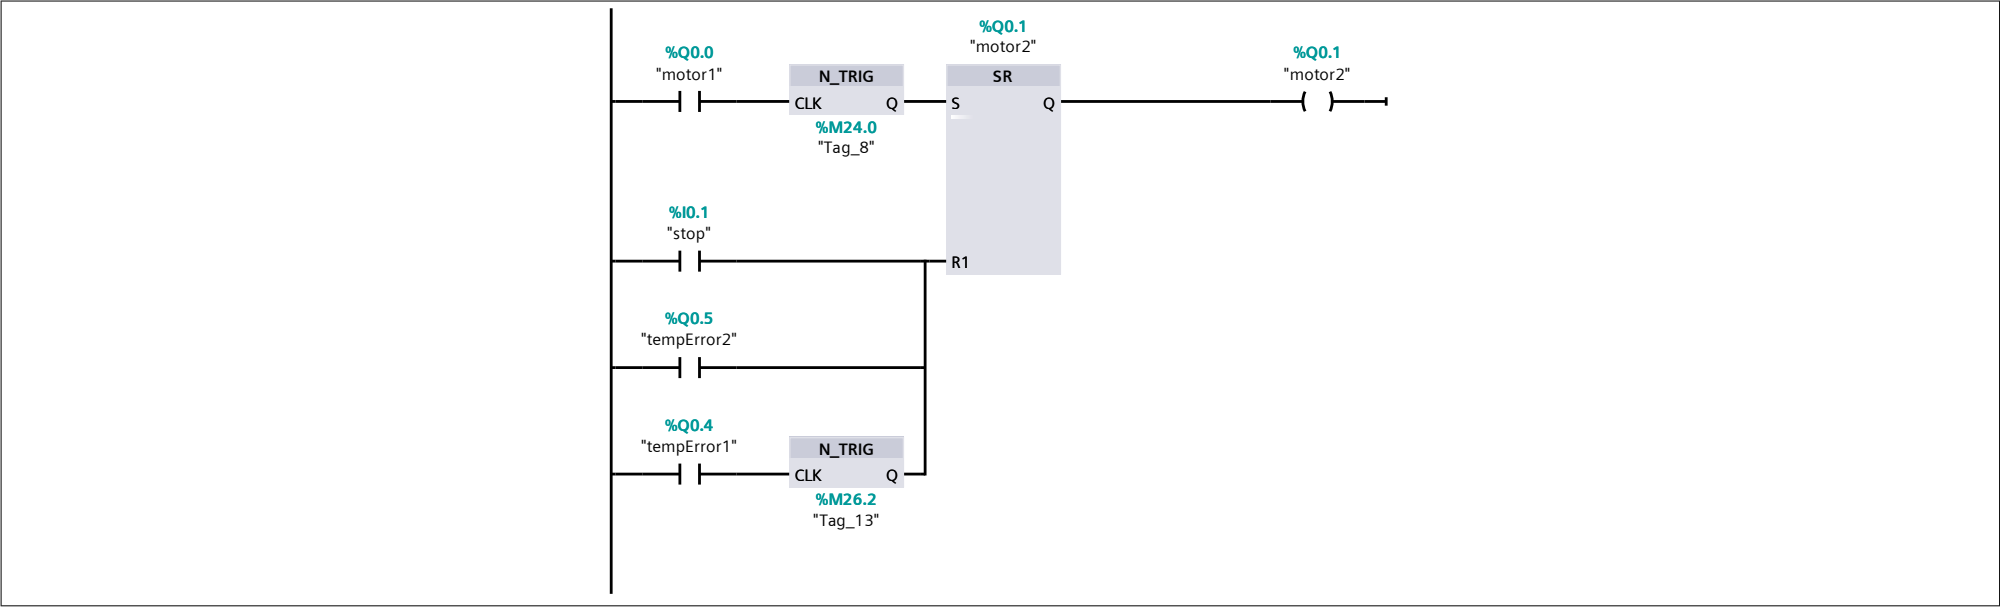 %Q0.1
"motor2"
%Q0.0
"motor1"
%Q0.1
"motor2"
N_TRIG
SR
CLK Q
S Q
%M24.0
"Tag_8"
%I0.1
"stop"
R1
%Q0.5
"tempError2"
%Q0.4
"tempError1"
N_TRIG
CLK Q
%M26.2
"Tag_13"